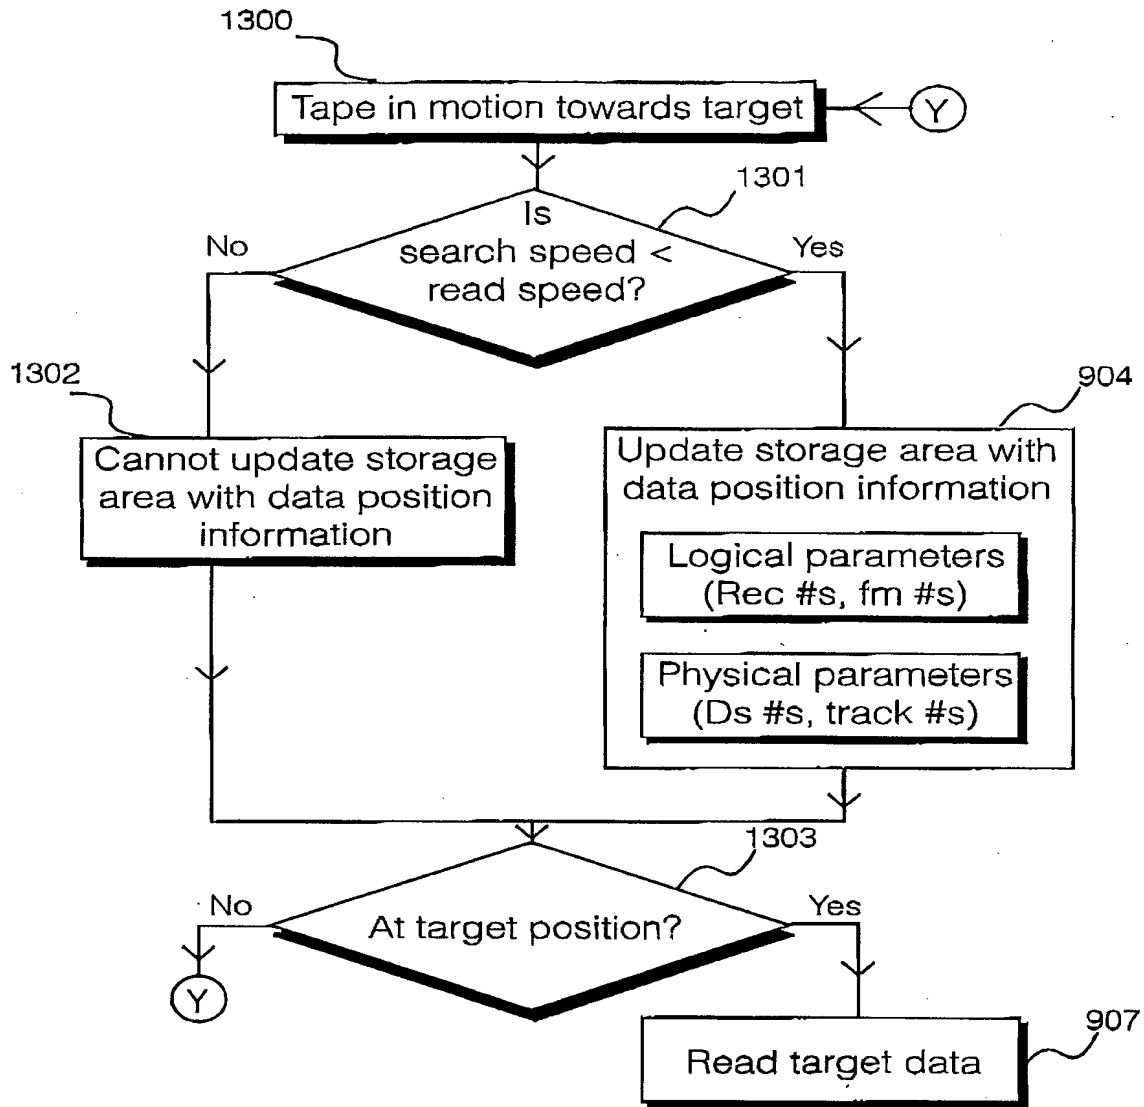 1300
Tape in motion towards target
Y
1301
Is
search speed <
read speed?
No
Yes
1302
Cannot update storage
area with data position
information
904
Update storage area with
data position information
Logical parameters
(Rec #s, fm #s)
Physical parameters
(Ds #s, track #s)
1303
At target position?
No
Yes
Y
907
Read target data